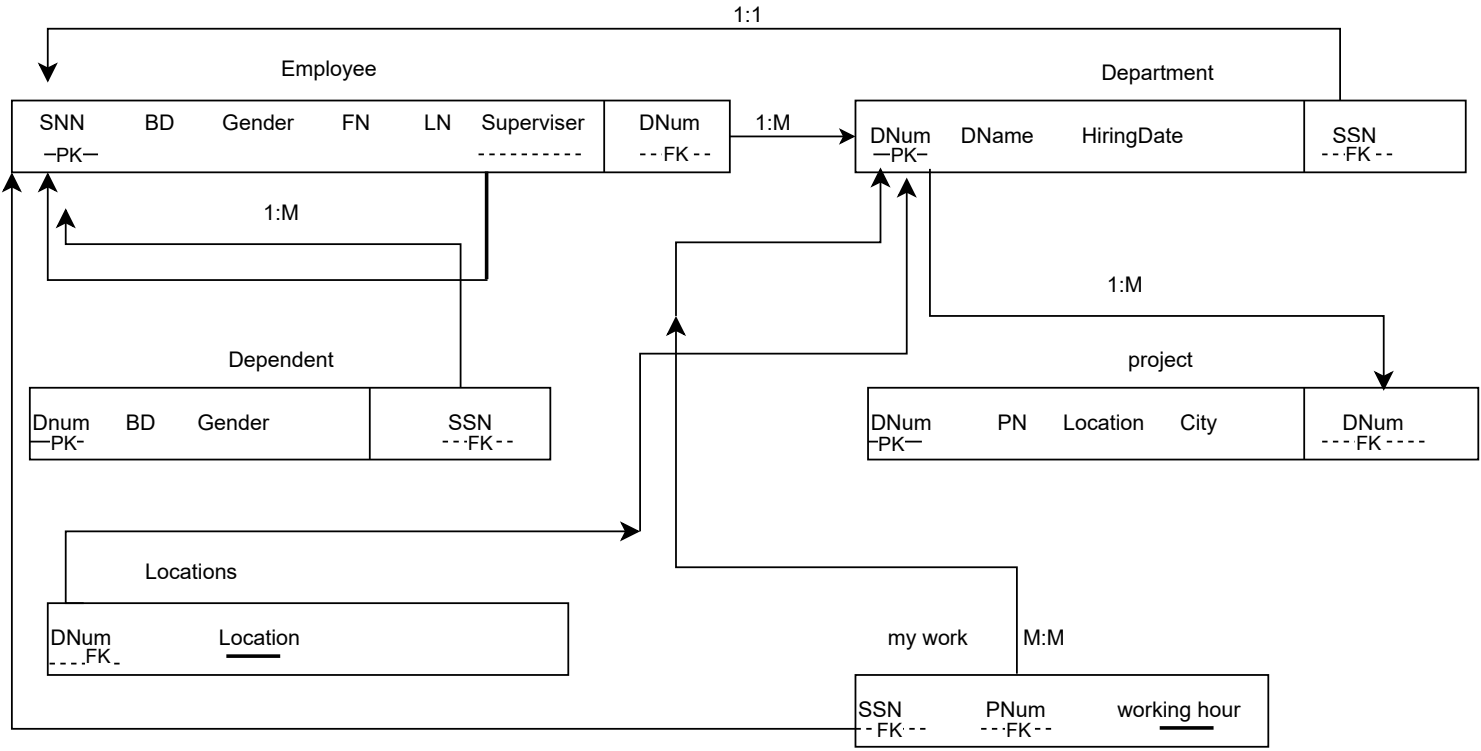 1:1
Employee
Department
SNN BD Gender FN LN Superviser DNum
PK FK
1:M
DNum DName HiringDate SSN
PK FK
1:M
1:M
Dependent
project
Dnum BD Gender SSN
PK FK
DNum PN Location City DNum
PK FK
Locations
DNum Location
FK
my work M:M
SSN PNum working hour
FK FK